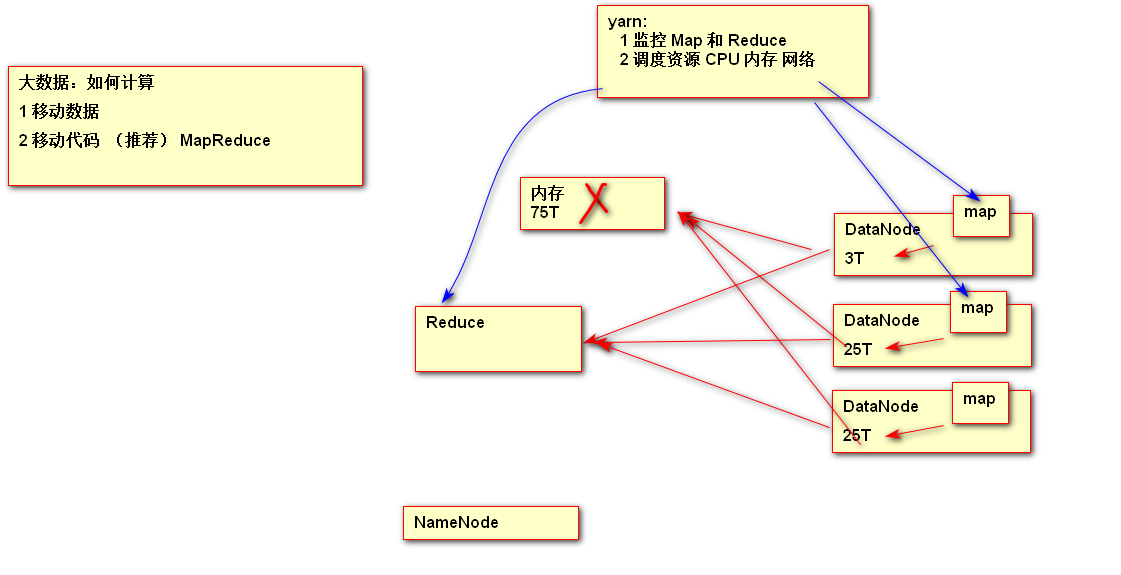 yarn:
1 监控 Map 和 Reduce
2 调度资源 CPU 内存 网络
大数据：如何计算
1 移动数据
2 移动代码 （推荐） MapReduce
内存
75T
map
DataNode
3T
map
DataNode
25T
map
DataNode
25T
Reduce
NameNode